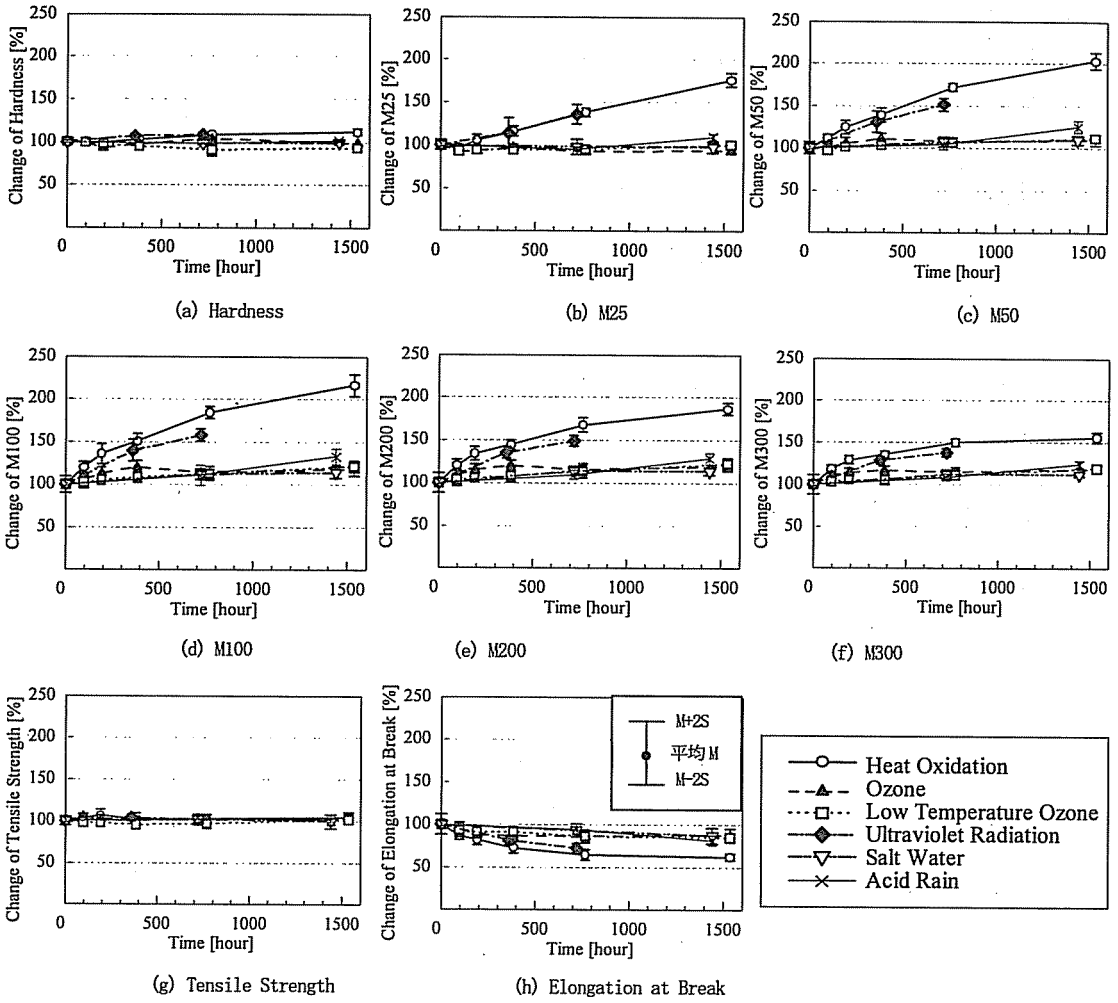 Change of Hardness [%]
250
200
150
100
50
0
500
1000
1500
Time [hour]
(a) Hardness
Change of M25 [%]
250
200
150
100
50
0
500
1000
1500
Time [hour]
(b) M25
Change of M50 [%]
250
200
150
100
50
0
500
1000
1500
Time [hour]
(c) M50
Change of M100 [%]
250
200
150
100
50
0
500
1000
1500
Time [hour]
(d) M100
Change of M200 [%]
250
200
150
100
50
0
500
1000
1500
Time [hour]
(e) M200
Change of M300 [%]
250
200
150
100
50
0
500
1000
1500
Time [hour]
(f) M300
Change of Tensile Strength [%]
250
200
150
100
50
0
500
1000
1500
Time [hour]
(g) Tensile Strength
Change of Elongation at Break [%]
250
200
150
100
50
0
500
1000
1500
Time [hour]
(h) Elongation at Break
M+2S
平均 M
M-2S
Heat Oxidation
Ozone
Low Temperature Ozone
Ultraviolet Radiation
Salt Water
Acid Rain